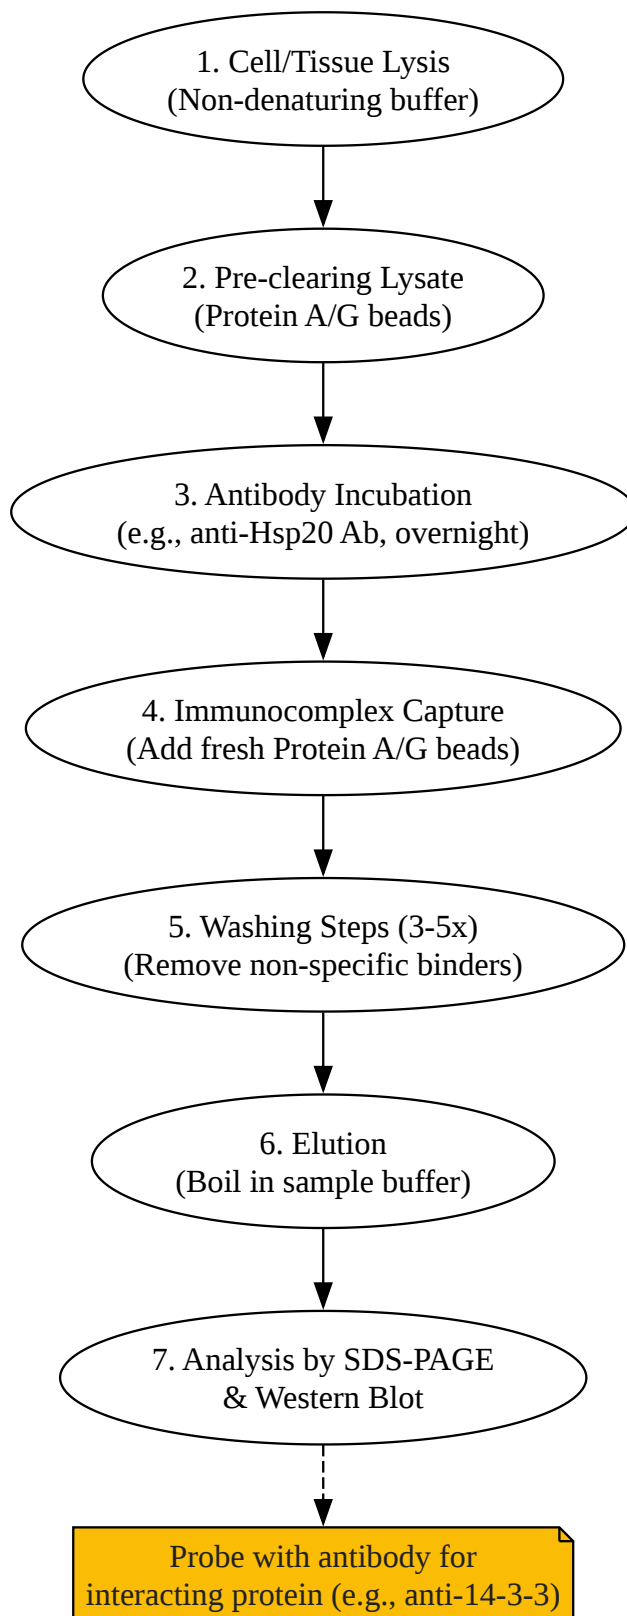 1. Cell/Tissue Lysis
(Non-denaturing buffer)
2. Pre-clearing Lysate
(Protein A/G beads)
3. Antibody Incubation
(e.g., anti-Hsp20 Ab, overnight)
4. Immunocomplex Capture
(Add fresh Protein A/G beads)
5. Washing Steps (3-5x)
(Remove non-specific binders)
6. Elution
(Boil in sample buffer)
7. Analysis by SDS-PAGE
& Western Blot
Probe with antibody for
interacting protein (e.g., anti-14-3-3)